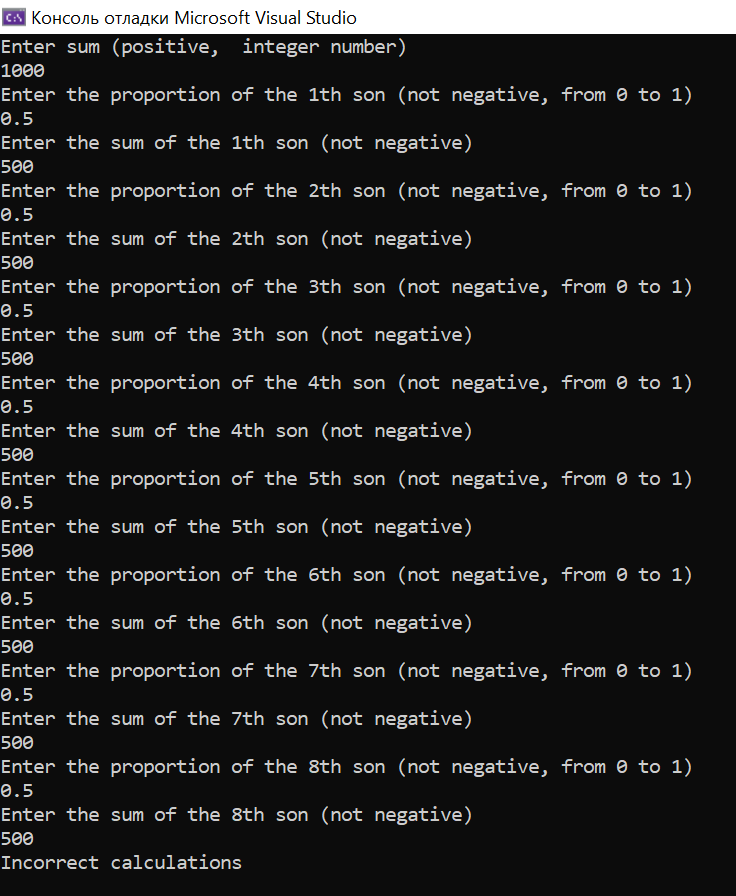 Консоль отладки Microsoft Visual Studio
Enter sum (positive,  integer number)
1000
Enter the proportion of the 1th son (not negative, from 0 to 1)
0.5
Enter the sum of the 1th son (not negative)
500
Enter the proportion of the 2th son (not negative, from 0 to 1)
0.5
Enter the sum of the 2th son (not negative)
500
Enter the proportion of the 3th son (not negative, from 0 to 1)
0.5
Enter the sum of the 3th son (not negative)
500
Enter the proportion of the 4th son (not negative, from 0 to 1)
0.5
Enter the sum of the 4th son (not negative)
500
Enter the proportion of the 5th son (not negative, from 0 to 1)
0.5
Enter the sum of the 5th son (not negative)
500
Enter the proportion of the 6th son (not negative, from 0 to 1)
0.5
Enter the sum of the 6th son (not negative)
500
Enter the proportion of the 7th son (not negative, from 0 to 1)
0.5
Enter the sum of the 7th son (not negative)
500
Enter the proportion of the 8th son (not negative, from 0 to 1)
0.5
Enter the sum of the 8th son (not negative)
500
Incorrect calculations